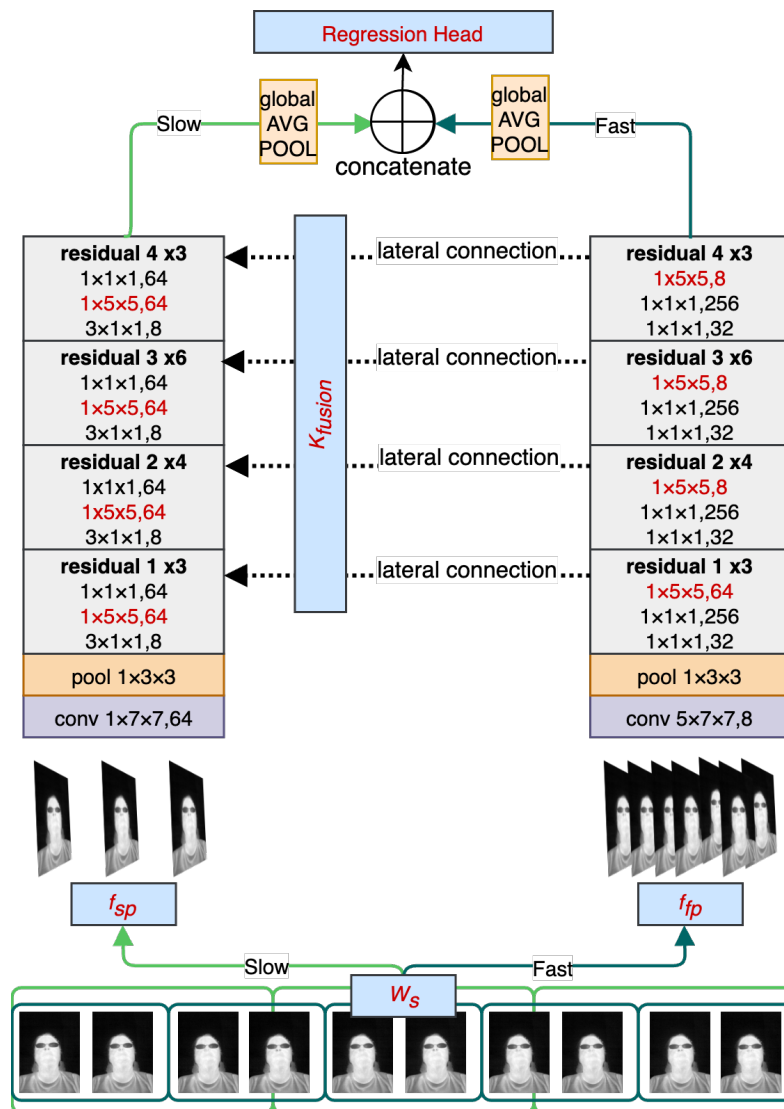 Regression Head
global
AVG
POOL
Slow
concatenate
global
AVG
POOL
Fast
residual 4 x3
1×1×1,64
1×5×5,64
3×1×1,8
residual 3 x6
1×1×1,64
1×5×5,64
3×1×1,8
residual 2 x4
1x1x1,64
1x5x5,64
3×1×1,8
residual 1 x3
1×1×1,64
1×5×5,64
3×1×1,8
pool 1×3×3
conv 1×7×7,64
lateral connection
lateral connection
lateral connection
lateral connection
K_fusion
residual 4 x3
1x5x5,8
1×1×1,256
1×1×1,32
residual 3 x6
1×5×5,8
1×1×1,256
1×1×1,32
residual 2 x4
1×5×5,8
1×1×1,256
1×1×1,32
residual 1 x3
1×5×5,64
1×1×1,256
1×1×1,32
pool 1×3×3
conv 5×7×7,8
f_sp
f_fp
Slow
Fast
W_s